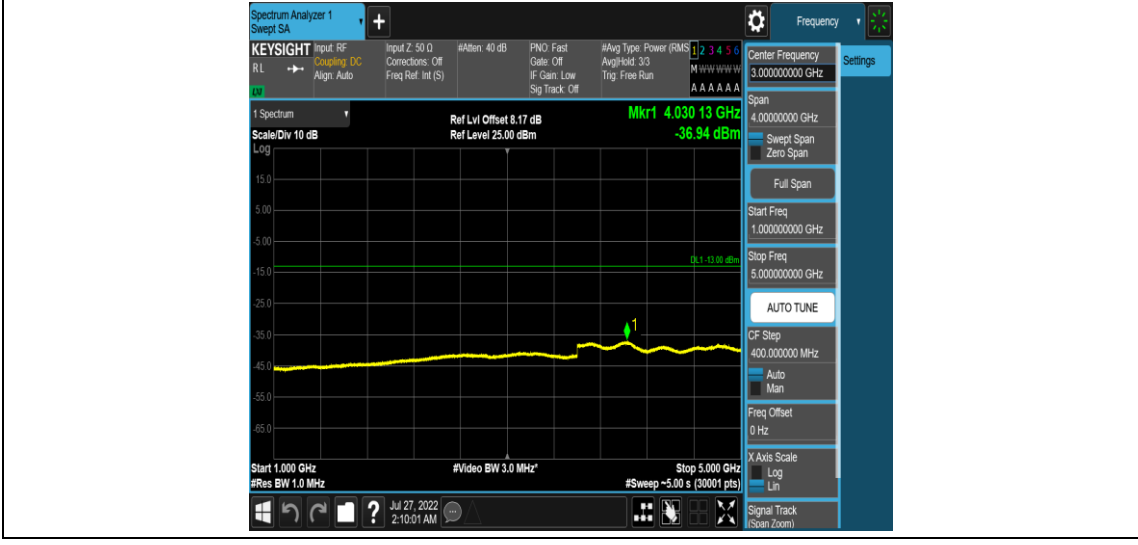 Spectrum Analyzer 1
Swept SA
Frequency
KEYSIGHT
RL
Input: RF
Coupling: DC
Align: Auto
Input Z: 50 Ω
Corrections: Off
Freq Ref: Int (S)
#Atten: 40 dB
PNO: Fast
Gate: Off
IF Gain: Low
Sig Track: Off
#Avg Type: Power (RMS
Avg|Hold: 3/3
Trig: Free Run
1 2 3 4 5 6
M W W W W W
A A A A A A
LXI
1 Spectrum
Scale/Div 10 dB
Log
Ref Lvl Offset 8.17 dB
Ref Level 25.00 dBm
Mkr1 4.030 13 GHz
-36.94 dBm
15.0
5.00
-5.00
DL1 -13.00 dBm
-15.0
-25.0
1
-35.0
-45.0
-55.0
-65.0
Start 1.000 GHz
#Res BW 1.0 MHz
#Video BW 3.0 MHz*
Stop 5.000 GHz
#Sweep ~5.00 s (30001 pts)
Jul 27, 2022
2:10:01 AM
Center Frequency
3.000000000 GHz
Settings
Span
4.00000000 GHz
Swept Span
Zero Span
Full Span
Start Freq
1.000000000 GHz
Stop Freq
5.000000000 GHz
AUTO TUNE
CF Step
400.000000 MHz
Auto
Man
Freq Offset
0 Hz
X Axis Scale
Log
Lin
Signal Track
(Span Zoom)